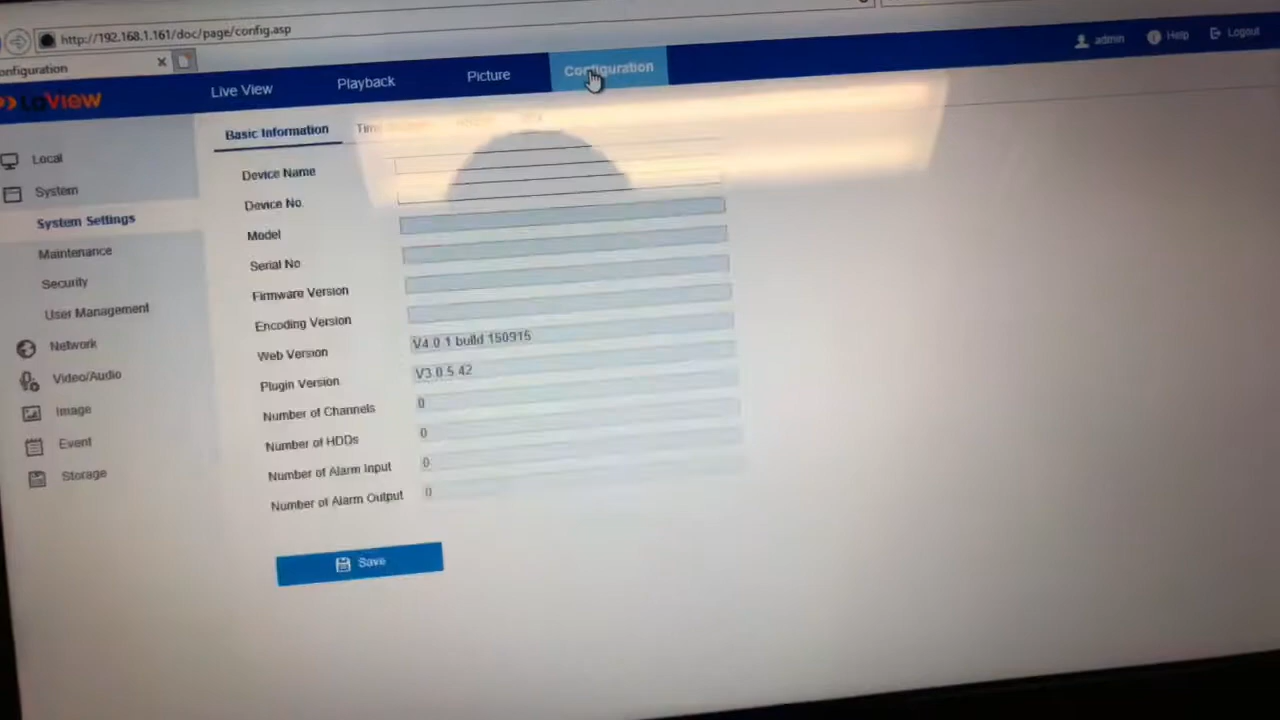 http://192.168.1.161/doc/page/config.asp
onfiguration
LaView
Live View
Playback
Picture
Configuration
admin
Help
Logout
Local
System
System Settings
Maintenance
Security
User Management
Network
Video/Audio
Image
Event
Storage
Basic Information
Device Name
Device No.
Model
Serial No
Firmware Version
Encoding Version
Web Version V4.0.1 build 150915
Plugin Version V3.0.5.42
Number of Channels 0
Number of HDDs 0
Number of Alarm Input 0
Number of Alarm Output 0
Save